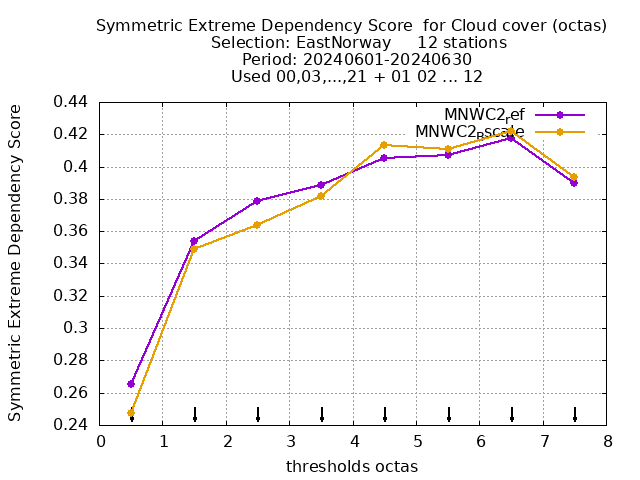 Symmetric Extreme Dependency Score for Cloud cover (octas)
Selection: EastNorway 12 stations
Period: 20240601-20240630
Used 00,03,...,21 + 01 02 ... 12
Symmetric Extreme Dependency Score
0.44
0.42
0.4
0.38
0.36
0.34
0.32
0.3
0.28
0.26
0.24
MNWC2ref
MNWC2Bscale
0 1 2 3 4 5 6 7 8
thresholds octas